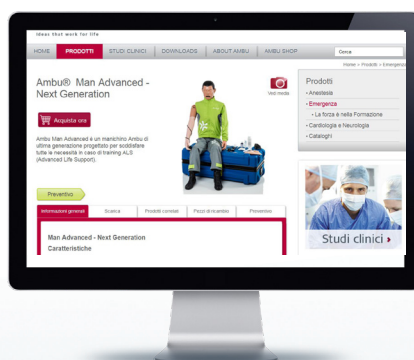 Ideas that work for life
HOME PRODOTTI STUDI CLINICI DOWNLOADS ABOUT AMBU AMBU SHOP Cerca
Home > Prodotti > Emergenza
Ambu® Man Advanced -
Next Generation
Vedi media
Acquista ora
Ambu Man Advanced è un manichino Ambu di
ultima generazione progettato per soddisfare
tutte le necessità in caso di training ALS
(Advanced Life Support).
Preventivo
Informazioni generali Scarica Prodotti correlati Pezzi di ricambio Preventivo
Man Advanced - Next Generation
Caratteristiche
Prodotti
Anestesia
Emergenza
La forza è nella Formazione
Cardiologia e Neurologia
Cataloghi
Studi clinici